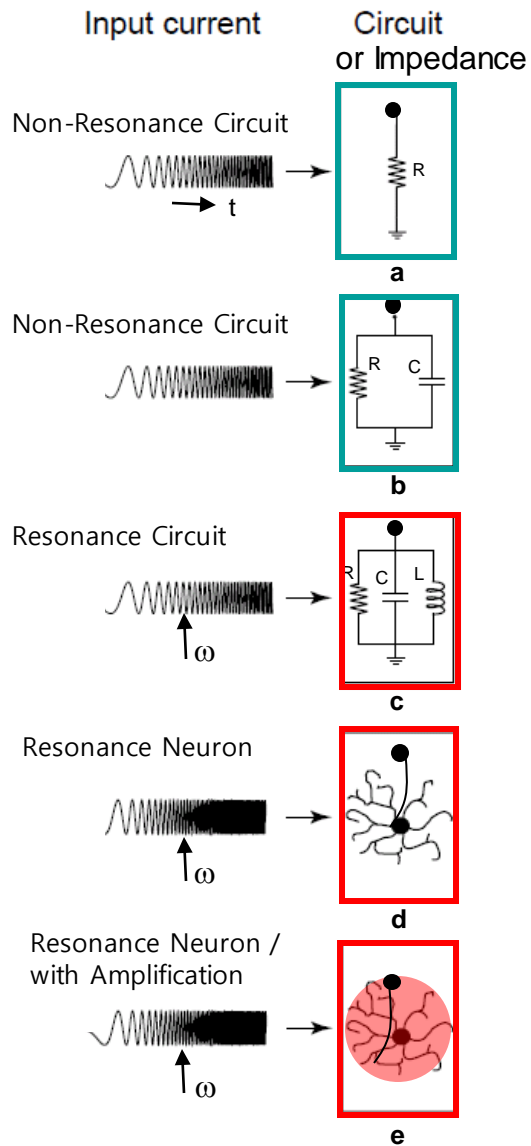 Input current
Circuit
or Impedance
Non-Resonance Circuit
t
R
a
Non-Resonance Circuit
R
C
b
Resonance Circuit
R
C
L
ω
c
Resonance Neuron
ω
d
Resonance Neuron /
with Amplification
ω
e